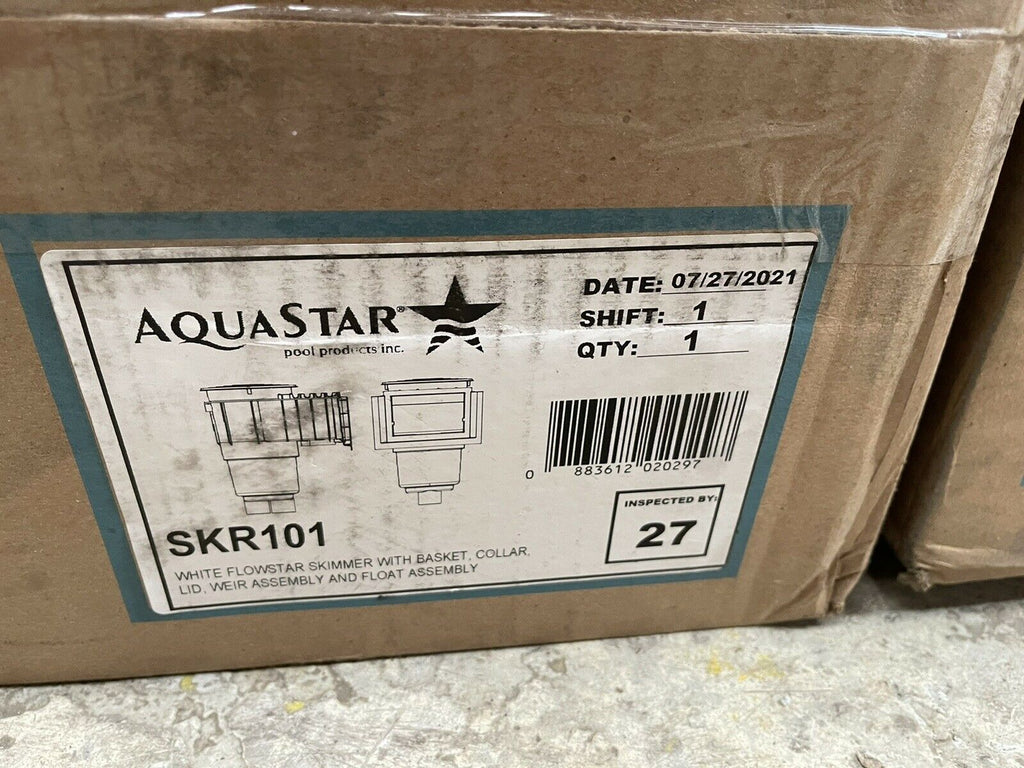 AQUASTAR®
pool products inc.
DATE: 07/27/2021
SHIFT: 1
QTY: 1
0 883612 020297
INSPECTED BY:
27
SKR101
WHITE FLOWSTAR SKIMMER WITH BASKET, COLLAR,
LID, WEIR ASSEMBLY AND FLOAT ASSEMBLY